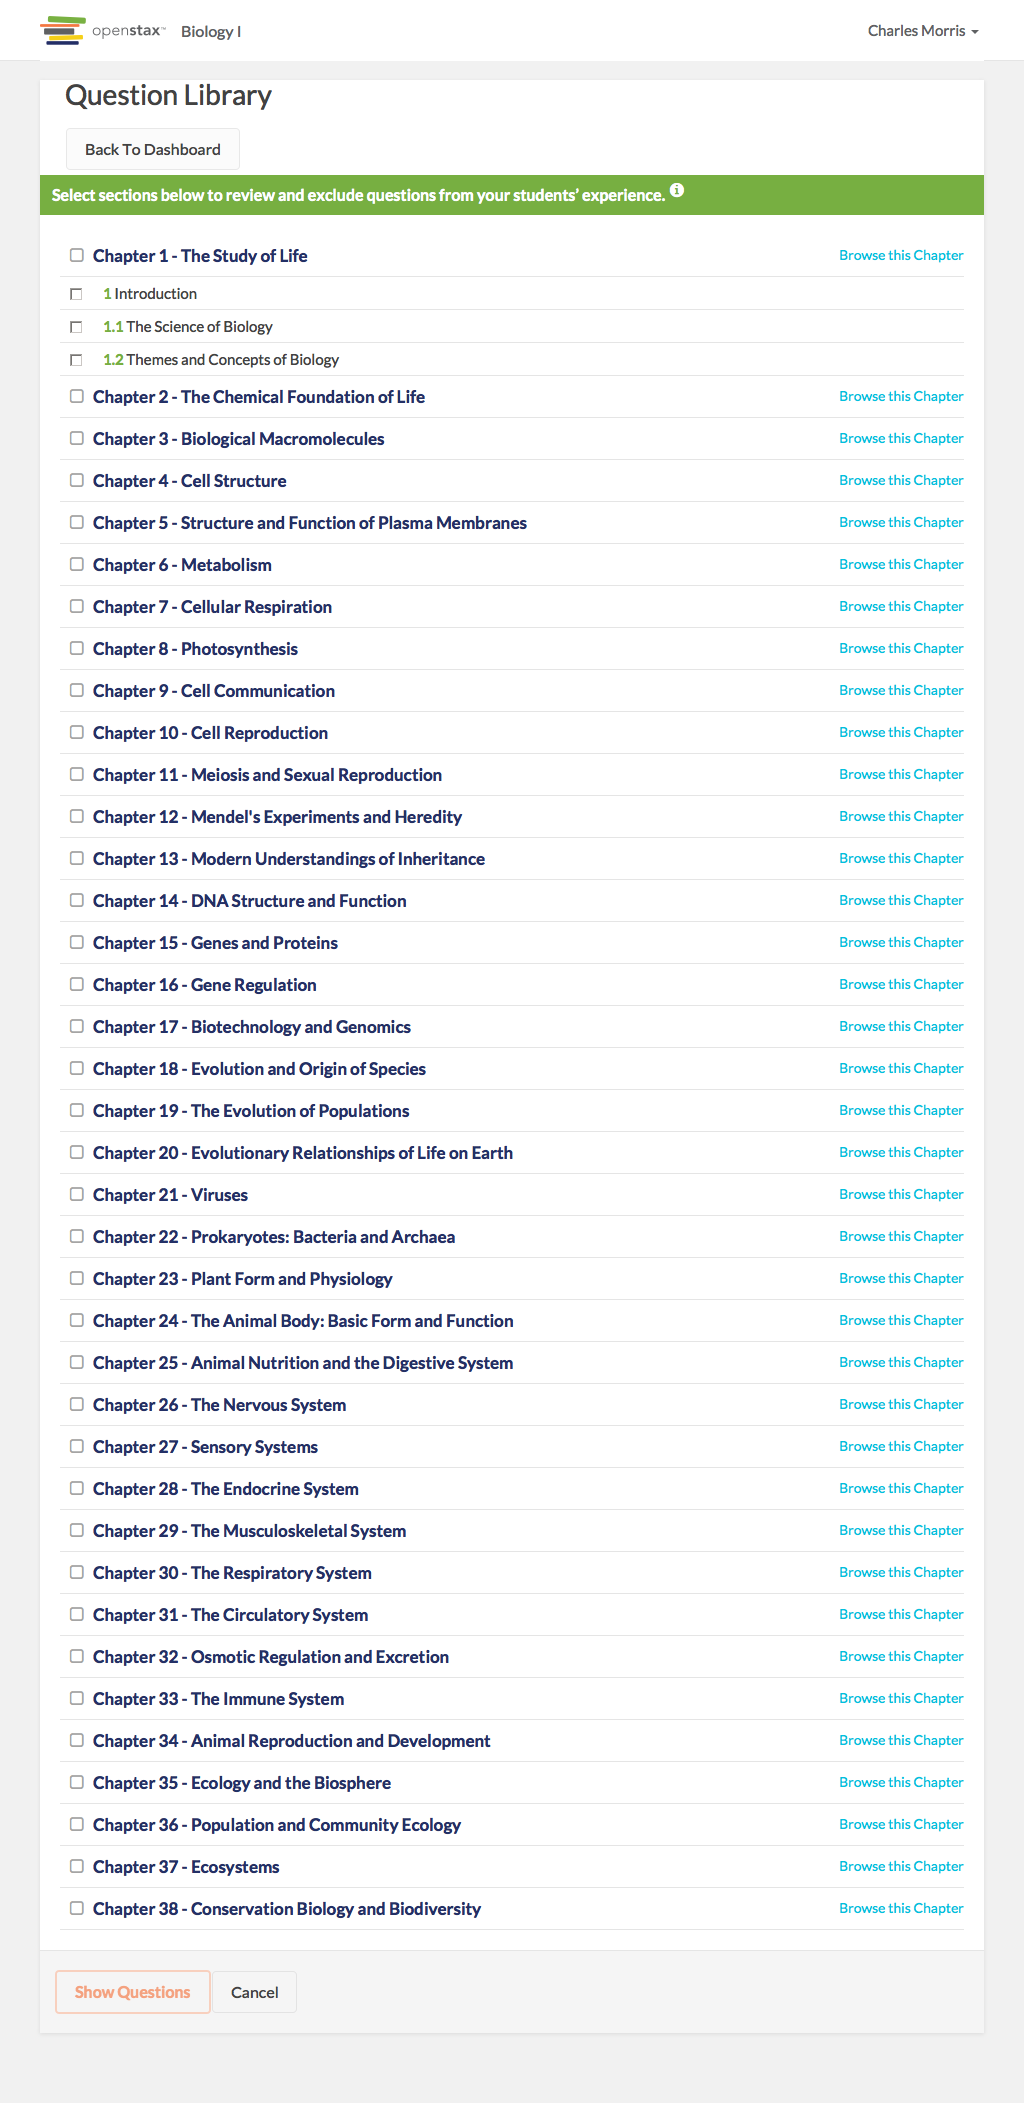 openstax™ Biology I Charles Morris
Question Library
Back To Dashboard
Select sections below to review and exclude questions from your students’ experience. i
Chapter 1 - The Study of Life Browse this Chapter
1 Introduction
1.1 The Science of Biology
1.2 Themes and Concepts of Biology
Chapter 2 - The Chemical Foundation of Life Browse this Chapter
Chapter 3 - Biological Macromolecules Browse this Chapter
Chapter 4 - Cell Structure Browse this Chapter
Chapter 5 - Structure and Function of Plasma Membranes Browse this Chapter
Chapter 6 - Metabolism Browse this Chapter
Chapter 7 - Cellular Respiration Browse this Chapter
Chapter 8 - Photosynthesis Browse this Chapter
Chapter 9 - Cell Communication Browse this Chapter
Chapter 10 - Cell Reproduction Browse this Chapter
Chapter 11 - Meiosis and Sexual Reproduction Browse this Chapter
Chapter 12 - Mendel's Experiments and Heredity Browse this Chapter
Chapter 13 - Modern Understandings of Inheritance Browse this Chapter
Chapter 14 - DNA Structure and Function Browse this Chapter
Chapter 15 - Genes and Proteins Browse this Chapter
Chapter 16 - Gene Regulation Browse this Chapter
Chapter 17 - Biotechnology and Genomics Browse this Chapter
Chapter 18 - Evolution and Origin of Species Browse this Chapter
Chapter 19 - The Evolution of Populations Browse this Chapter
Chapter 20 - Evolutionary Relationships of Life on Earth Browse this Chapter
Chapter 21 - Viruses Browse this Chapter
Chapter 22 - Prokaryotes: Bacteria and Archaea Browse this Chapter
Chapter 23 - Plant Form and Physiology Browse this Chapter
Chapter 24 - The Animal Body: Basic Form and Function Browse this Chapter
Chapter 25 - Animal Nutrition and the Digestive System Browse this Chapter
Chapter 26 - The Nervous System Browse this Chapter
Chapter 27 - Sensory Systems Browse this Chapter
Chapter 28 - The Endocrine System Browse this Chapter
Chapter 29 - The Musculoskeletal System Browse this Chapter
Chapter 30 - The Respiratory System Browse this Chapter
Chapter 31 - The Circulatory System Browse this Chapter
Chapter 32 - Osmotic Regulation and Excretion Browse this Chapter
Chapter 33 - The Immune System Browse this Chapter
Chapter 34 - Animal Reproduction and Development Browse this Chapter
Chapter 35 - Ecology and the Biosphere Browse this Chapter
Chapter 36 - Population and Community Ecology Browse this Chapter
Chapter 37 - Ecosystems Browse this Chapter
Chapter 38 - Conservation Biology and Biodiversity Browse this Chapter
Show Questions Cancel